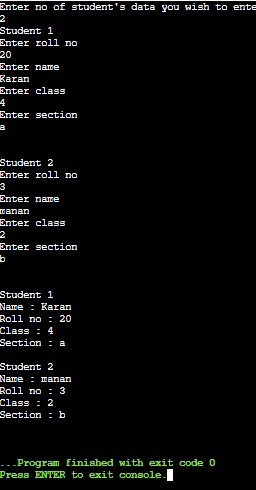 Enter no of student's data you wish to ente
2
Student 1
Enter roll no
20
Enter name
Karan
Enter class
4
Enter section
a
Student 2
Enter roll no
3
Enter name
manan
Enter class
2
Enter section
b
Student 1
Name : Karan
Roll no : 20
Class : 4
Section : a
Student 2
Name : manan
Roll no : 3
Class : 2
Section : b
...Program finished with exit code 0
Press ENTER to exit console.